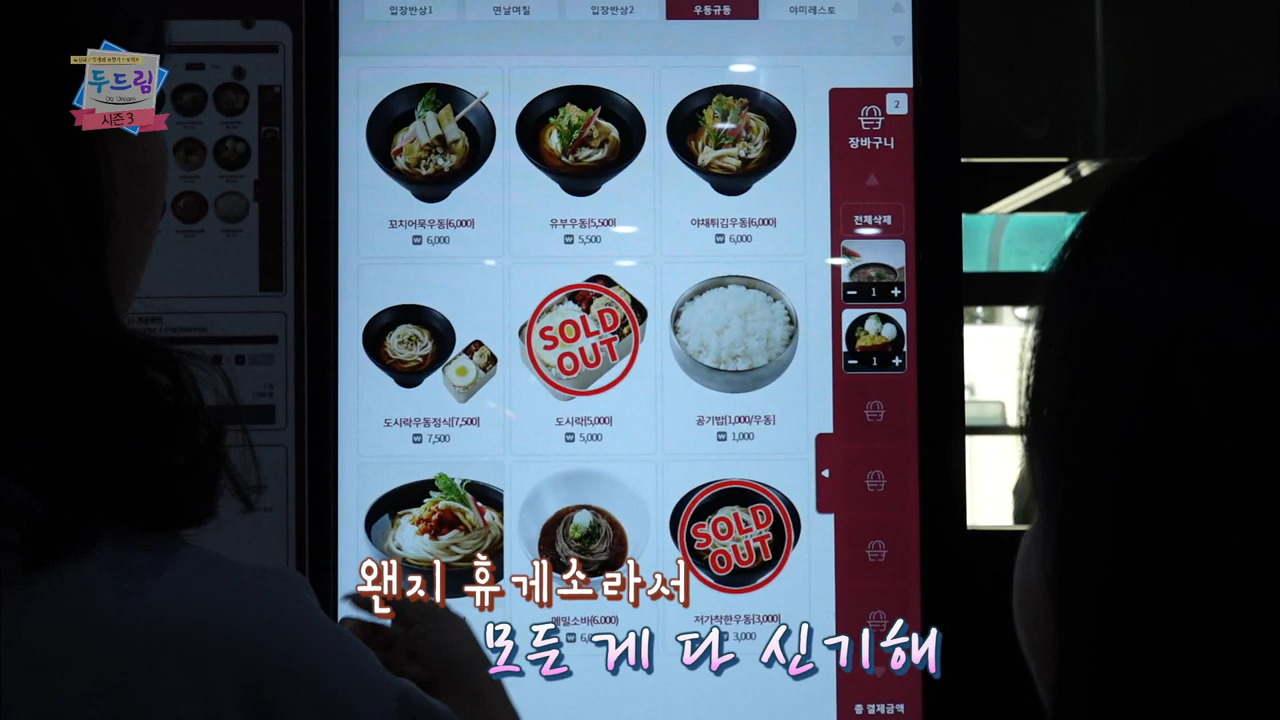 입장반상1
면날며칠
입장반상2
우동규동
야미레스토
두드림
Do Dream
시즌 3
2
장바구니
전체삭제
꼬치어묵우동[6,000]
₩ 6,000
유부우동[5,500]
₩ 5,500
야채튀김우동[6,000]
₩ 6,000
- 1 +
- 1 +
도시락우동정식[7,500]
₩ 7,500
SOLD
OUT
도시락[5,000]
₩ 5,000
공기밥[1,000/우동]
₩ 1,000
SOLD
OUT
메밀소바(6.000)
저가락한우동[3,000]
3,000
왠지 휴게소라서
모든 게 다 신기해
총 결제금액